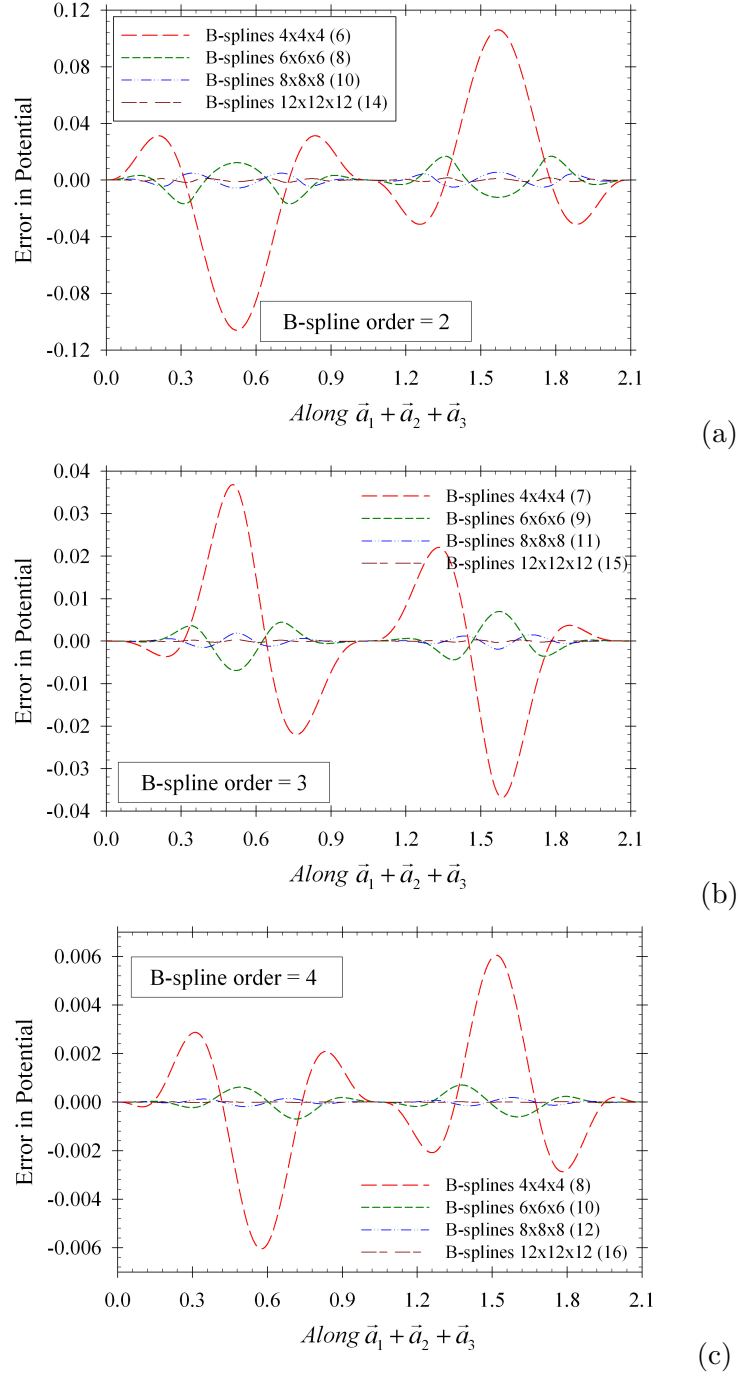 0.12
0.08
0.04
0.00
-0.04
-0.08
-0.12
Error in Potential
B-splines 4x4x4 (6)
B-splines 6x6x6 (8)
B-splines 8x8x8 (10)
B-splines 12x12x12 (14)
B-spline order = 2
0.0 0.3 0.6 0.9 1.2 1.5 1.8 2.1
Along a⃗₁ + a⃗₂ + a⃗₃
(a)
0.04
0.03
0.02
0.01
0.00
-0.01
-0.02
-0.03
-0.04
Error in Potential
B-splines 4x4x4 (7)
B-splines 6x6x6 (9)
B-splines 8x8x8 (11)
B-splines 12x12x12 (15)
B-spline order = 3
0.0 0.3 0.6 0.9 1.2 1.5 1.8 2.1
Along a⃗₁ + a⃗₂ + a⃗₃
(b)
0.006
0.004
0.002
0.000
-0.002
-0.004
-0.006
Error in Potential
B-spline order = 4
B-splines 4x4x4 (8)
B-splines 6x6x6 (10)
B-splines 8x8x8 (12)
B-splines 12x12x12 (16)
0.0 0.3 0.6 0.9 1.2 1.5 1.8 2.1
Along a⃗₁ + a⃗₂ + a⃗₃
(c)